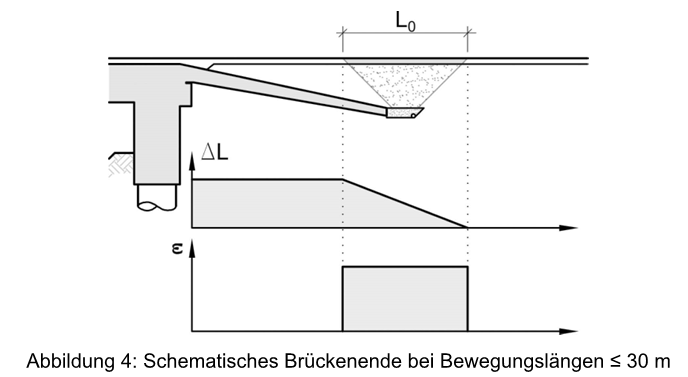 L₀
ΔL
ε
Abbildung 4: Schematisches Brückenende bei Bewegungslängen ≤ 30 m